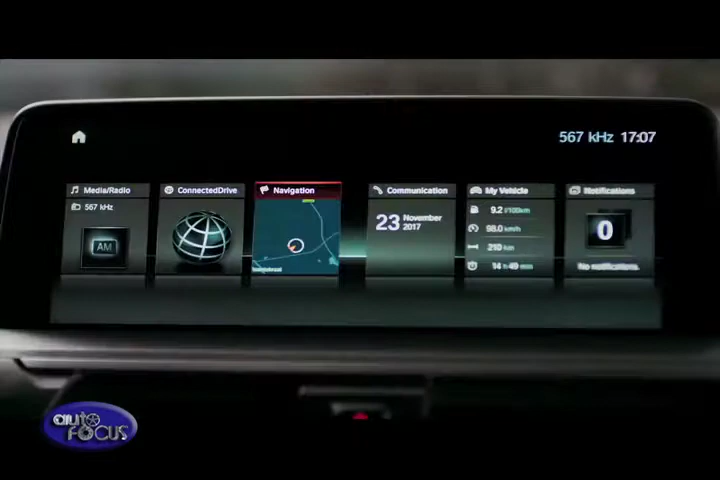 567 kHz 17:07
Media/Radio
567 kHz
AM
ConnectedDrive
Navigation
Communication
23 November 2017
My Vehicle
9.2 l/100km
98.0 km/h
210 km
14 h 49 min
Notifications
0
No notifications.
auto
FOCUS